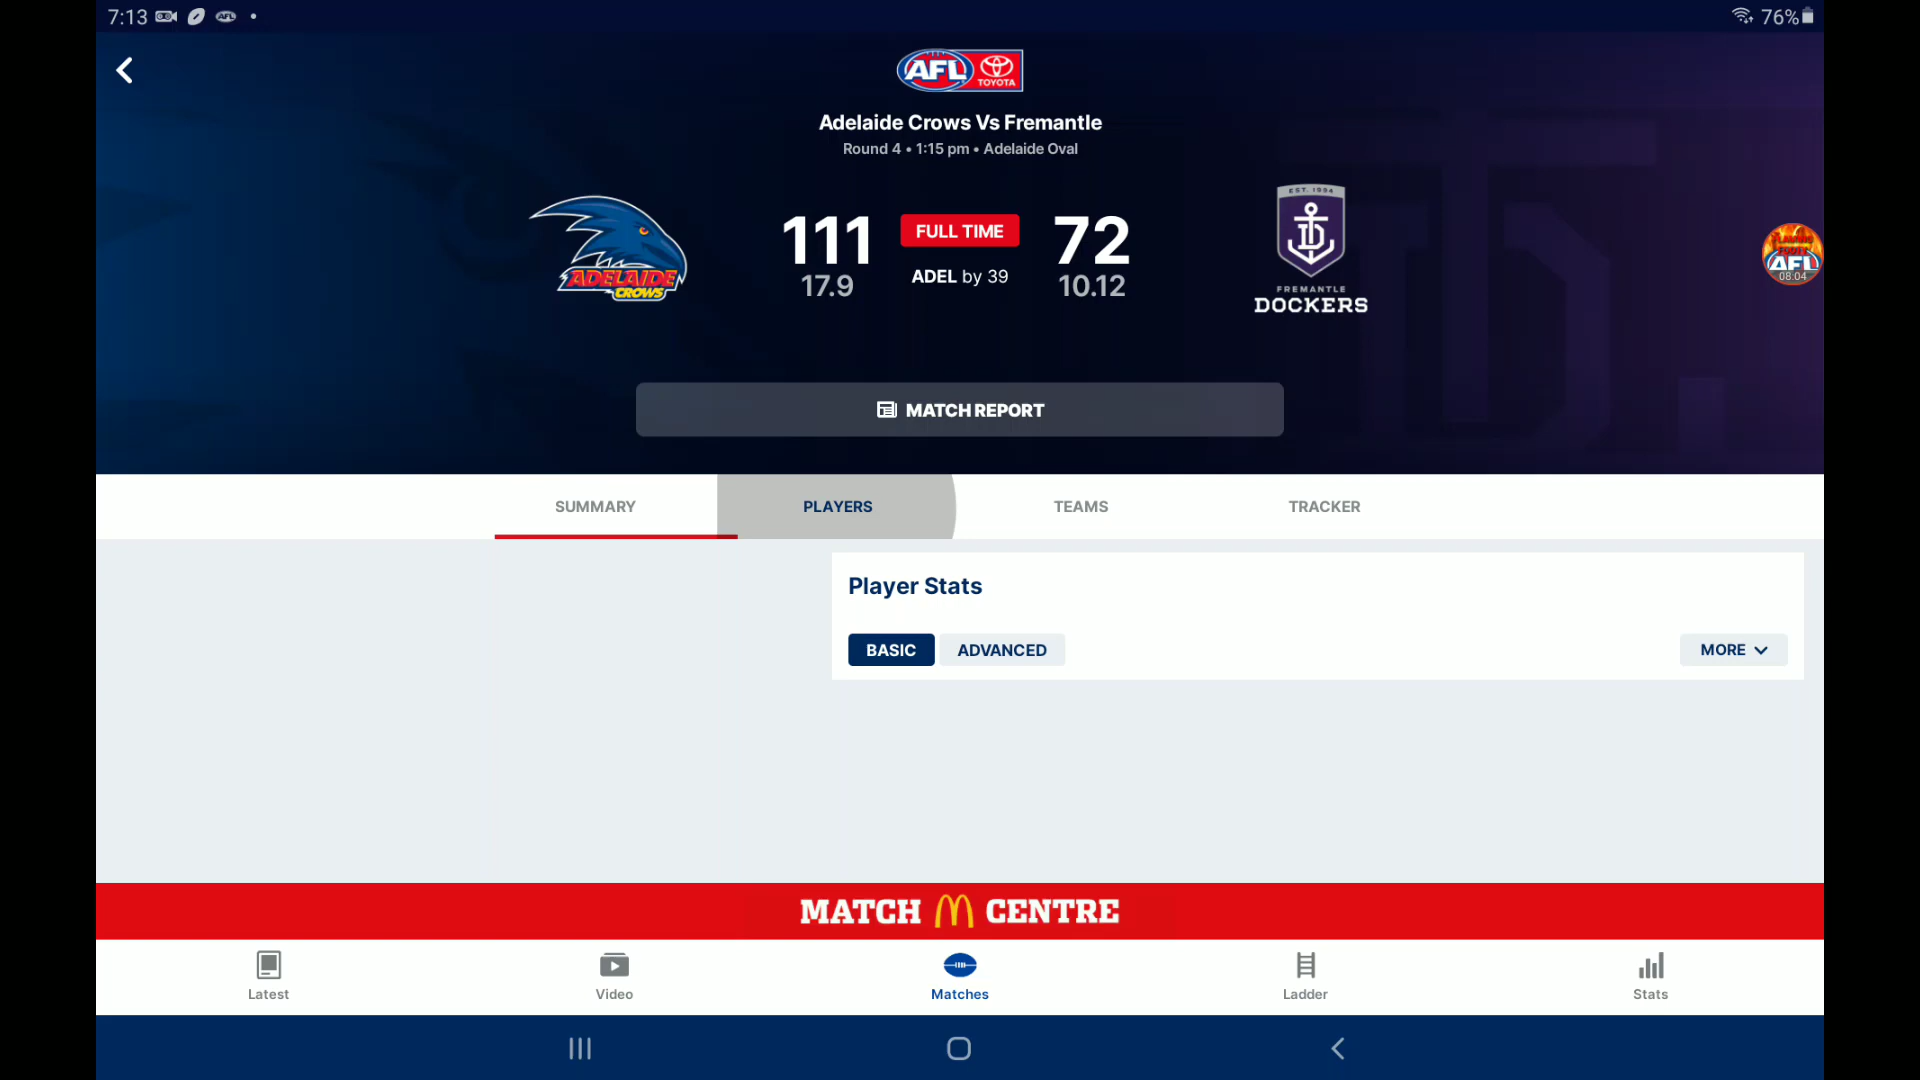 7:13
76%
AFL TOYOTA
Adelaide Crows Vs Fremantle
Round 4 • 1:15 pm • Adelaide Oval
EST. 1994
111 FULL TIME 72
ADELAIDE CROWS
17.9 ADEL by 39 10.12
FREMANTLE
DOCKERS
AFL
08:04
MATCH REPORT
SUMMARY PLAYERS TEAMS TRACKER
Player Stats
BASIC ADVANCED MORE
MATCH CENTRE
Latest Video Matches Ladder Stats